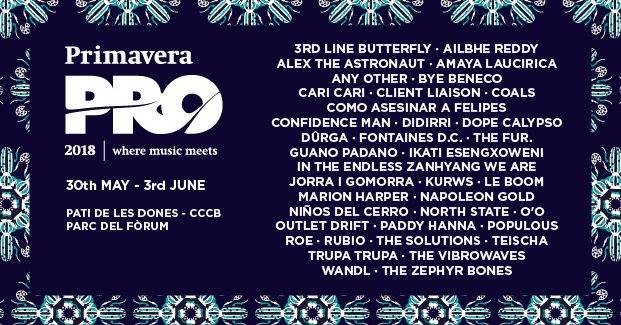 Primavera
PRO
2018 | where music meets
30th MAY - 3rd JUNE
PATI DE LES DONES - CCCB
PARC DEL FÒRUM
3RD LINE BUTTERFLY · AILBHE REDDY
ALEX THE ASTRONAUT · AMAYA LAUCIRICA
ANY OTHER · BYE BENECO
CARI CARI · CLIENT LIAISON · COALS
COMO ASESINAR A FELIPES
CONFIDENCE MAN · DIDIRRI · DOPE CALYPSO
DÛRGA · FONTAINES D.C. · THE FUR.
GUANO PADANO · IKATI ESENGXOWENI
IN THE ENDLESS ZANHYANG WE ARE
JORRA I GOMORRA · KURWS · LE BOOM
MARION HARPER · NAPOLEON GOLD
NIÑOS DEL CERRO · NORTH STATE · O'O
OUTLET DRIFT · PADDY HANNA · POPULOUS
ROE · RUBIO · THE SOLUTIONS · TEISCHA
TRUPA TRUPA · THE VIBROWAVES
WANDL · THE ZEPHYR BONES